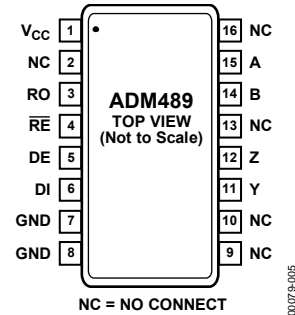 VCC 1 16 NC
NC 2 15 A
RO 3 14 B
RE 4 13 NC
DE 5 12 Z
DI 6 11 Y
GND 7 10 NC
GND 8 9 NC
ADM489
TOP VIEW
(Not to Scale)
NC = NO CONNECT
00079-005